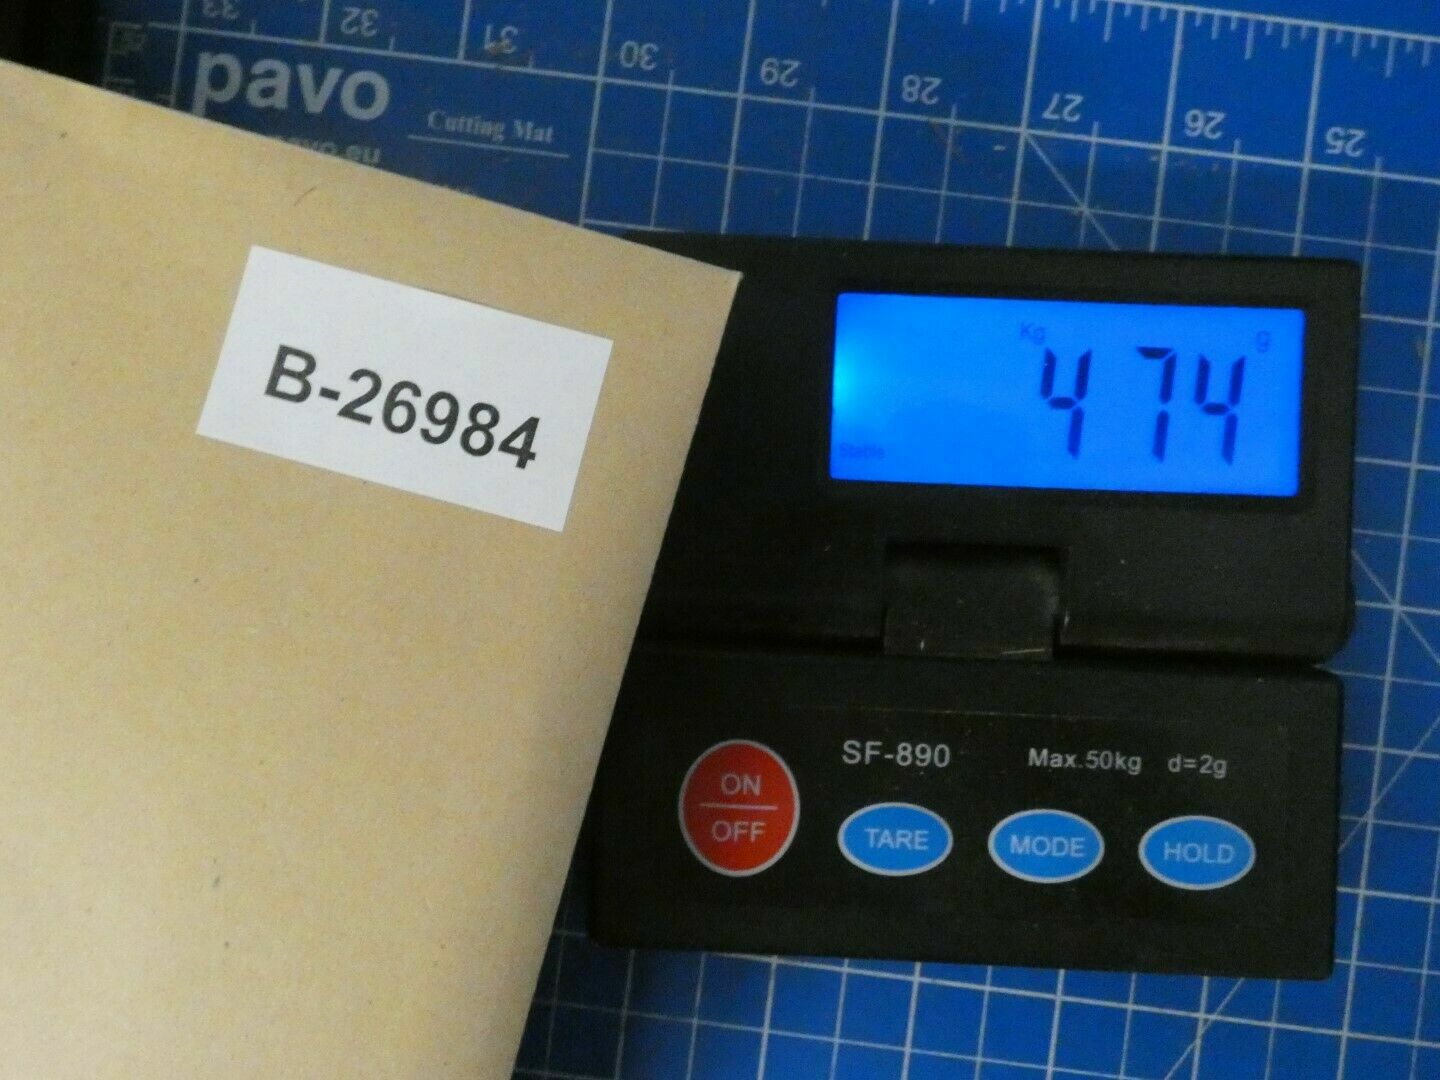 33 32 31 30 29 28 27 26 25
pavo
Cutting Mat
B-26984
Kg g
474
Stable
SF-890 Max.50kg d=2g
ON
OFF
TARE MODE HOLD